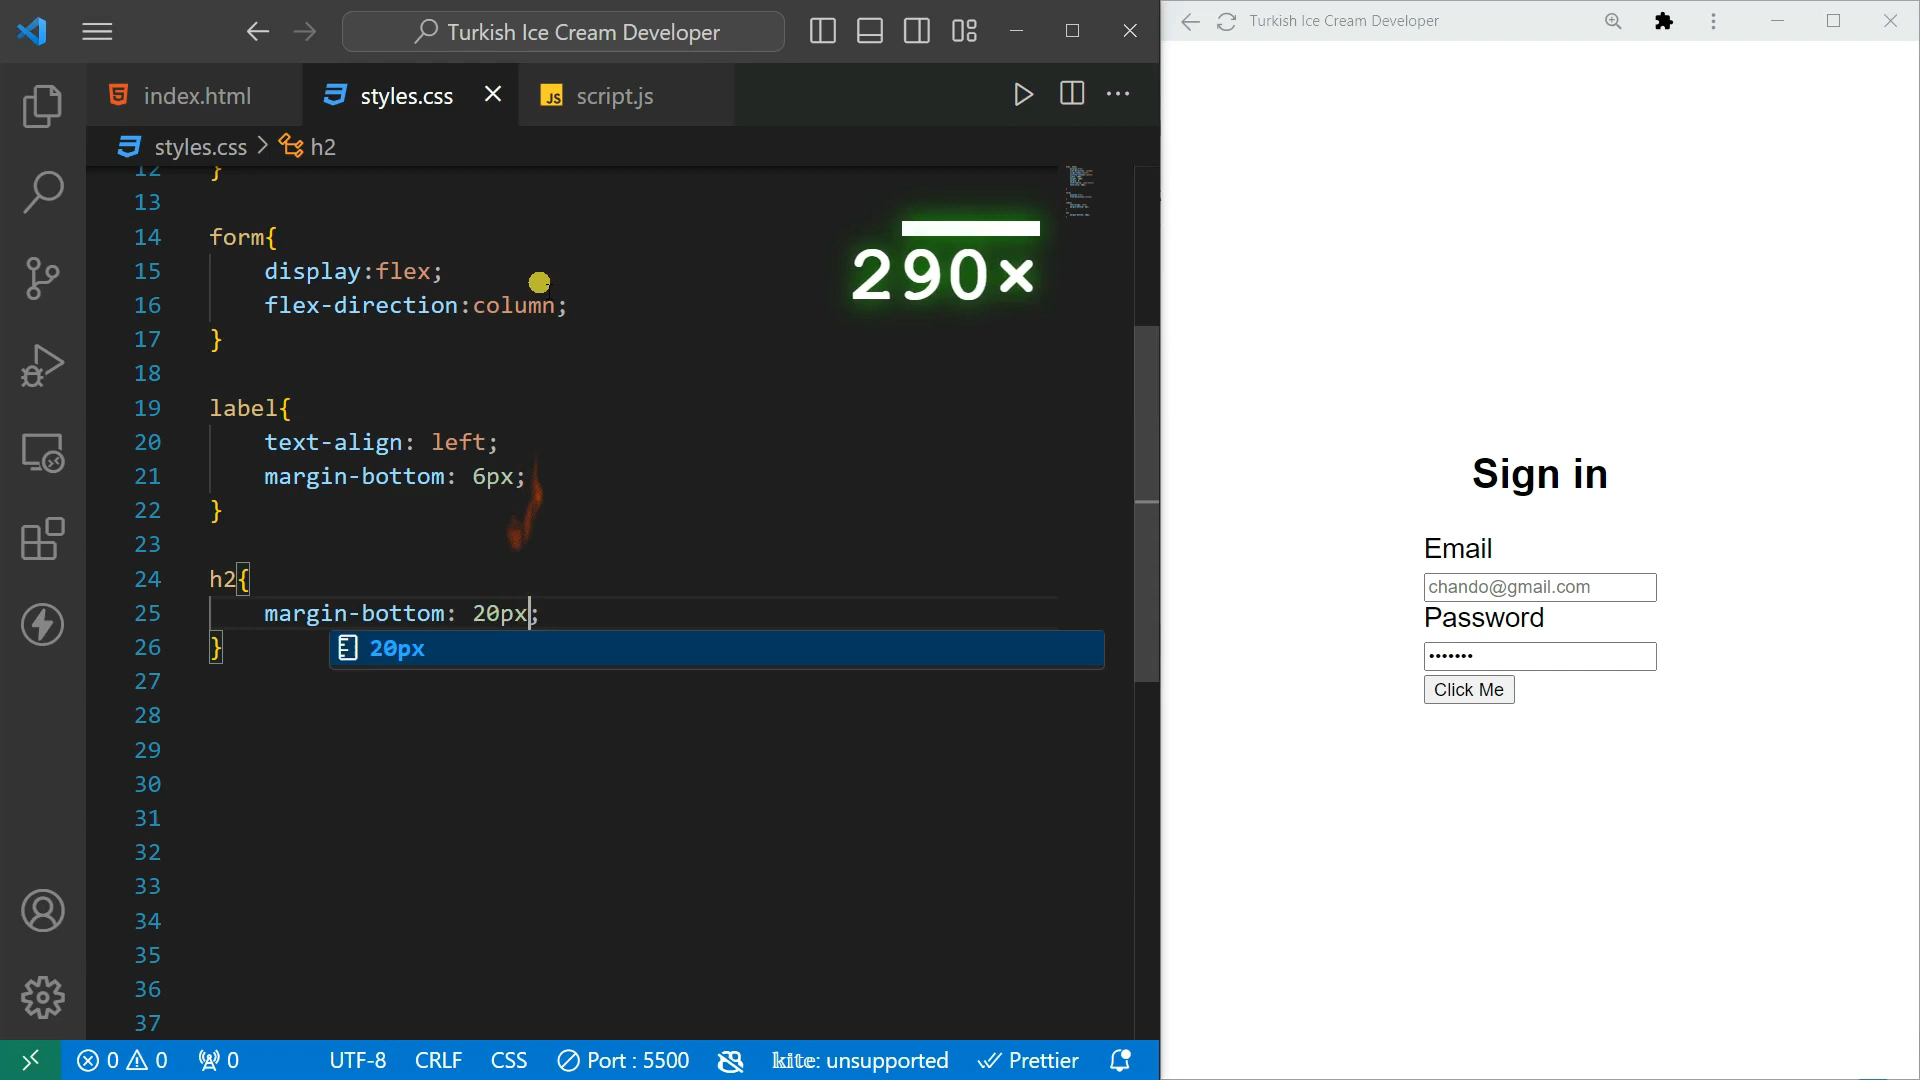 Turkish Ice Cream Developer
index.html
styles.css
JS script.js
styles.css > h2
12 }
13
14 form{
15 display:flex;
16 flex-direction:column;
17 }
18
19 label{
20 text-align: left;
21 margin-bottom: 6px;
22 }
23
24 h2{
25 margin-bottom: 20px;
26 }
20px
27
28
29
30
31
32
33
34
35
36
37
290×
0 0 0 UTF-8 CRLF CSS Port : 5500 kite: unsupported Prettier
Turkish Ice Cream Developer
Sign in
Email
chando@gmail.com
Password
•••••••
Click Me